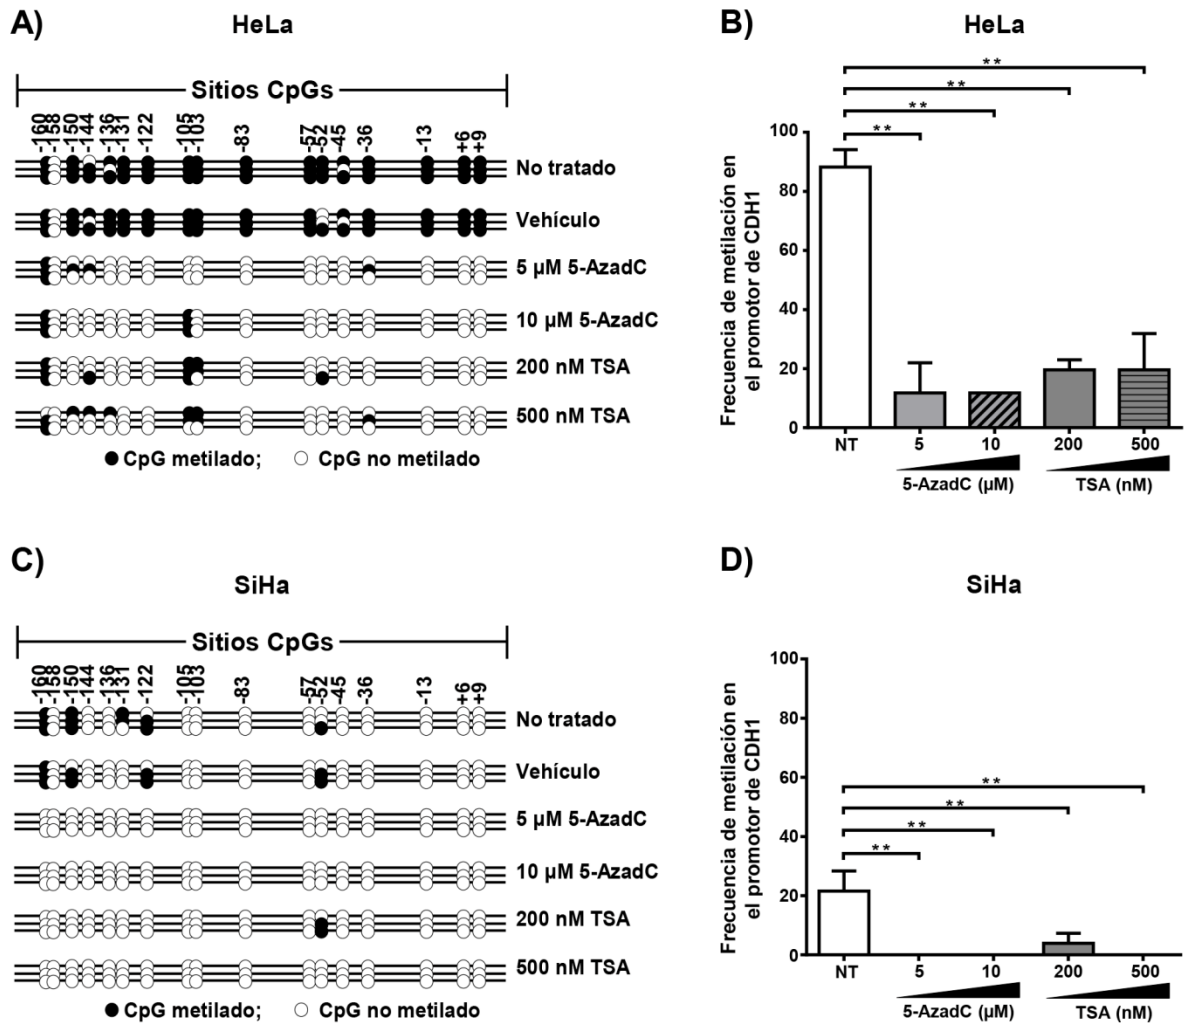 A)
HeLa
Sitios CpGs
-160 -158 -150 -144 -136 -131 -122 -105 -103 -83 -57 -52 -45 -36 -13 +6 +9
No tratado
Vehículo
5 µM 5-AzadC
10 µM 5-AzadC
200 nM TSA
500 nM TSA
CpG metilado; CpG no metilado
B)
HeLa
Frecuencia de metilación en
el promotor de CDH1
100
80
60
40
20
0
**
**
**
**
NT 5 10 200 500
5-AzadC (µM) TSA (nM)
C)
SiHa
Sitios CpGs
-160 -158 -150 -144 -136 -131 -122 -105 -103 -83 -57 -52 -45 -36 -13 +6 +9
No tratado
Vehículo
5 µM 5-AzadC
10 µM 5-AzadC
200 nM TSA
500 nM TSA
CpG metilado; CpG no metilado
D)
SiHa
Frecuencia de metilación en
el promotor de CDH1
100
80
60
40
20
0
**
**
**
**
NT 5 10 200 500
5-AzadC (µM) TSA (nM)